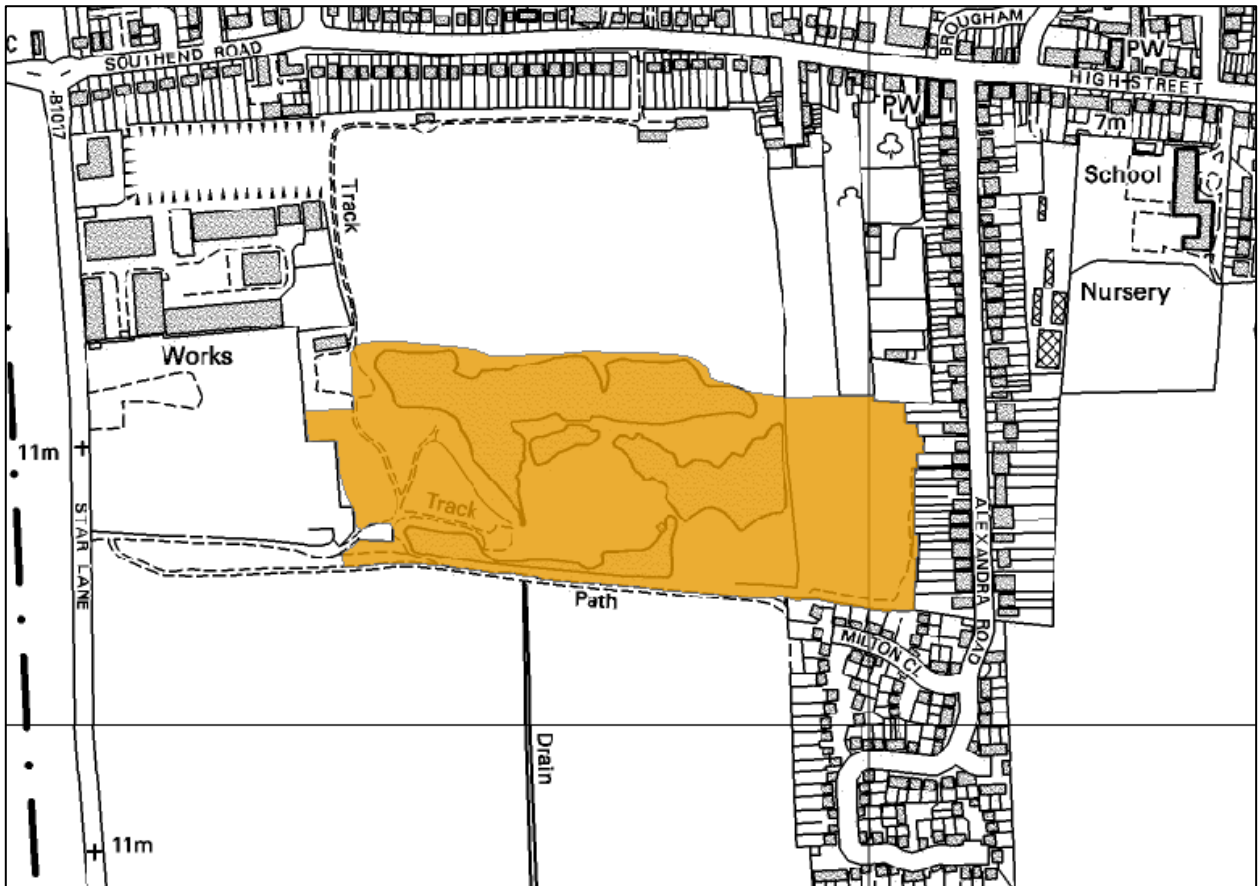 C
SOUTHEND ROAD
BROUGHAM
PW
HIGH STREET
B1017
PW
7m
School
Track
Nursery
Works
11m
Track
STAR LANE
ALEXANDRA ROAD
Path
MILTON CL
Drain
11m